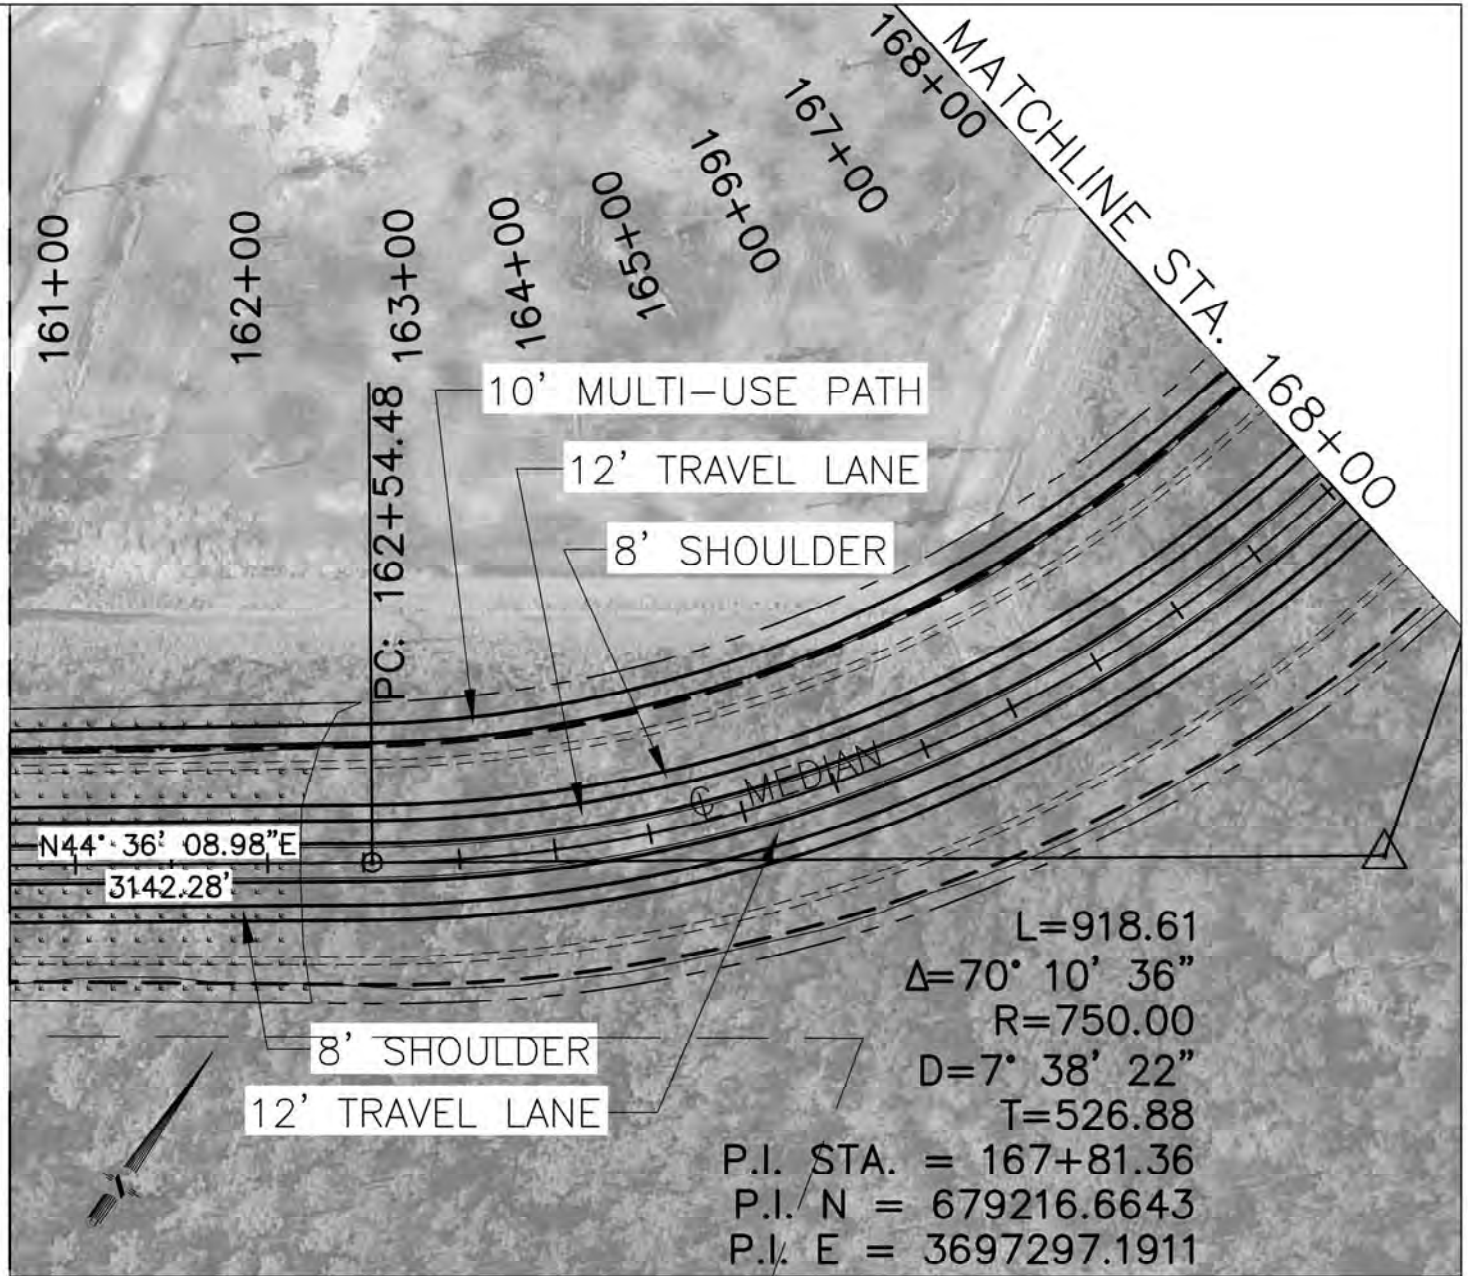 161+00
162+00
163+00
164+00
165+00
166+00
167+00
168+00
MATCHLINE STA. 168+00
PC: 162+54.48
10' MULTI-USE PATH
12' TRAVEL LANE
8' SHOULDER
℄ MEDIAN
N44° 36' 08.98"E
3142.28'
8' SHOULDER
12' TRAVEL LANE
L=918.61
Δ=70° 10' 36"
R=750.00
D=7° 38' 22"
T=526.88
P.I. STA. = 167+81.36
P.I. N = 679216.6643
P.I. E = 3697297.1911